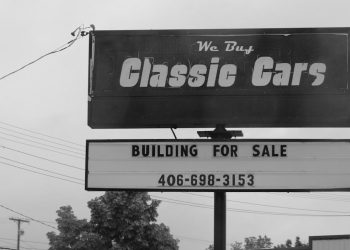 We Buy
Classic Cars
BUILDING FOR SALE
406-698-3153